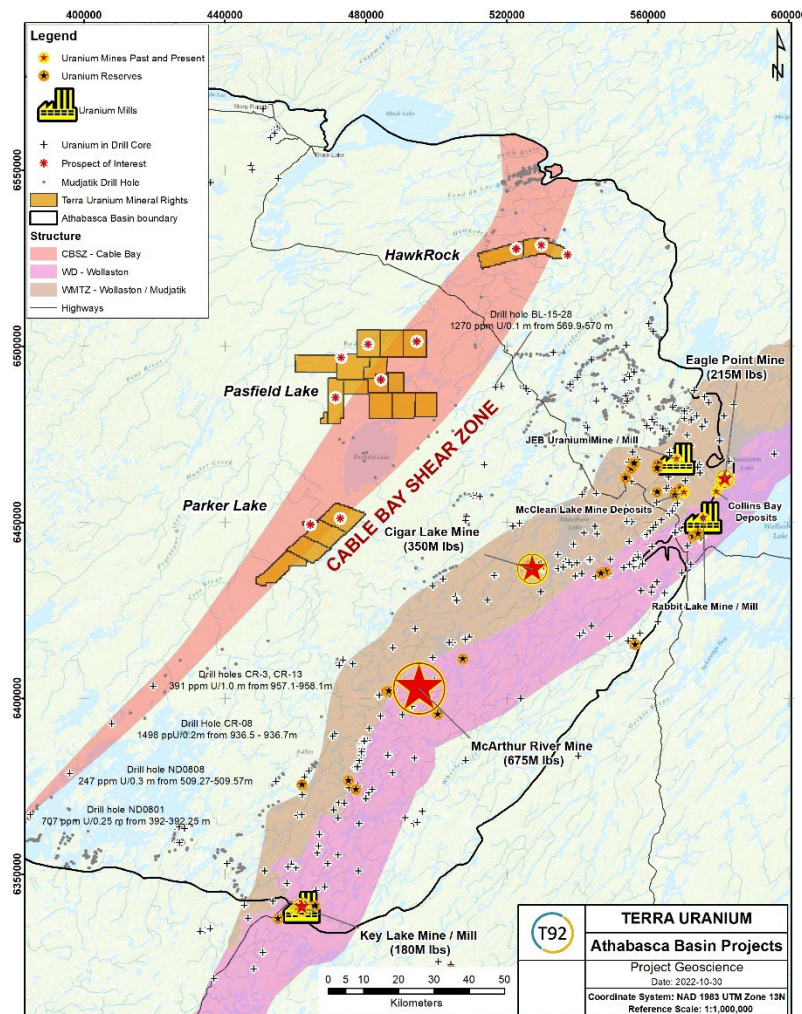 400000
440000
480000
520000
560000
600000
Legend
Uranium Mines Past and Present
Uranium Reserves
Uranium Mills
Uranium in Drill Core
Prospect of Interest
Mudjatik Drill Hole
Terra Uranium Mineral Rights
Athabasca Basin boundary
Structure
CBSZ - Cable Bay
WD - Wollaston
WMTZ - Wollaston / Mudjatik
Highways
N
Stony Rapids
Black Lake
Black Lake
6550000
6500000
6450000
6400000
6350000
HawkRock
Drill hole BL-15-28
1270 ppm U/0.1 m from 569.9-570 m
Pasfield Lake
Pasfield Lake
Eagle Point Mine
(215M lbs)
JEB Uranium Mine / Mill
CABLE BAY SHEAR ZONE
McClean Lake Mine Deposits
Collins Bay
Deposits
Parker Lake
Cigar Lake Mine
(350M lbs)
Rabbit Lake Mine / Mill
Drill holes CR-3, CR-13
391 ppm U/1.0 m from 957.1-958.1m
Drill Hole CR-08
1498 ppU/0.2m from 936.5 - 936.7m
McArthur River Mine
(675M lbs)
Drill hole ND0808
247 ppm U/0.3 m from 509.27-509.57m
Drill hole ND0801
707 ppm U/0.25 m from 392-392.25 m
Key Lake Mine / Mill
(180M lbs)
0 5 10 20 30 40 50
Kilometers
T92
TERRA URANIUM
Athabasca Basin Projects
Project Geoscience
Date: 2022-10-30
Coordinate System: NAD 1983 UTM Zone 13N
Reference Scale: 1:1,000,000